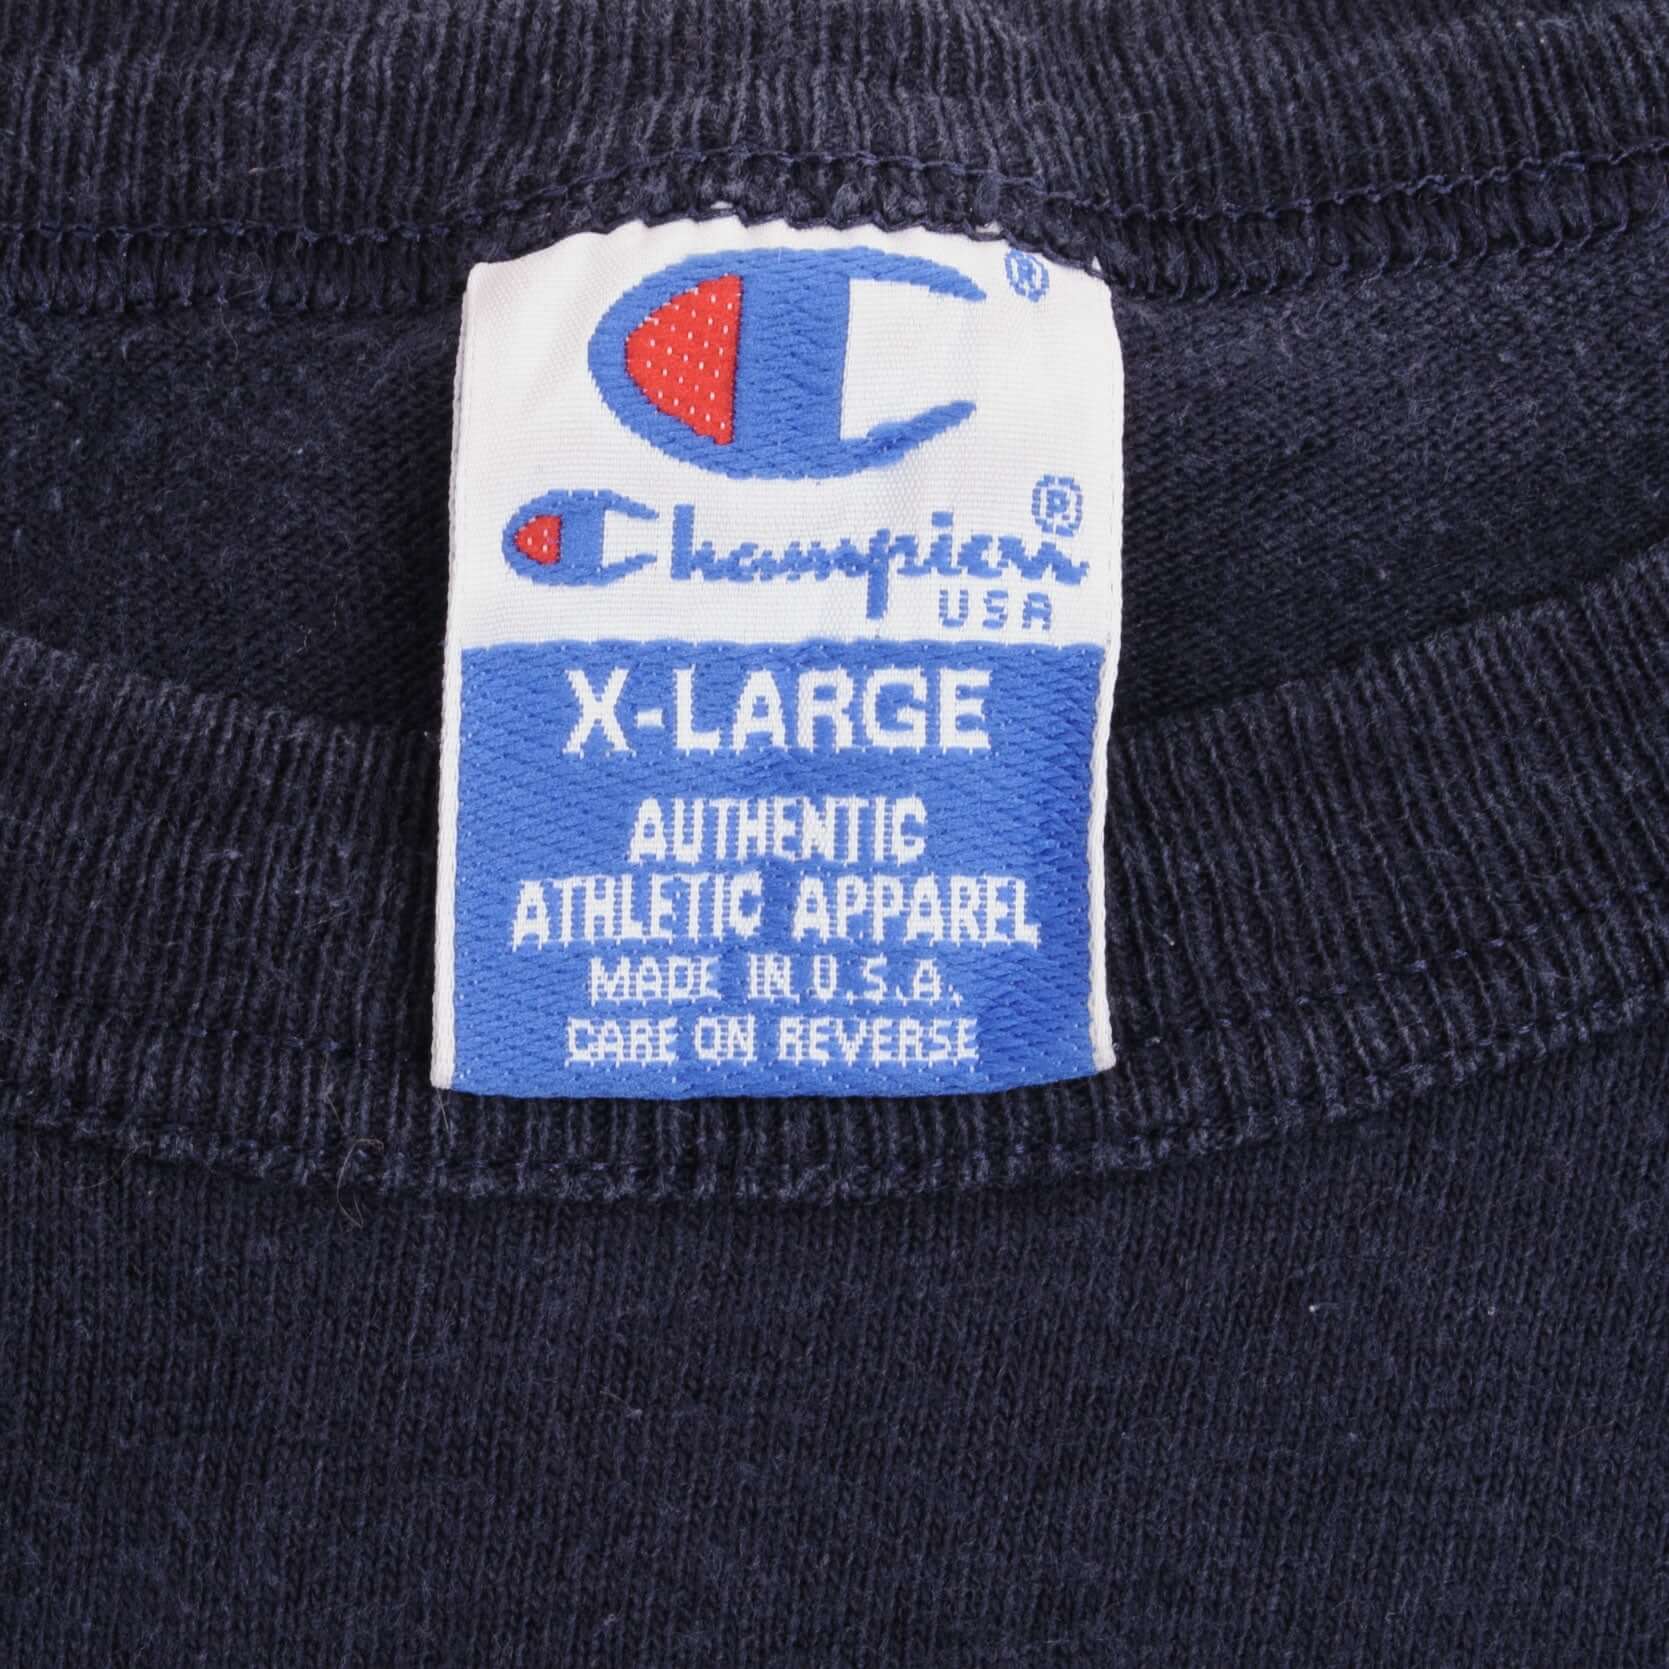 ®
Champion®
USA
X-LARGE
AUTHENTIC
ATHLETIC APPAREL
MADE IN U.S.A.
CARE ON REVERSE